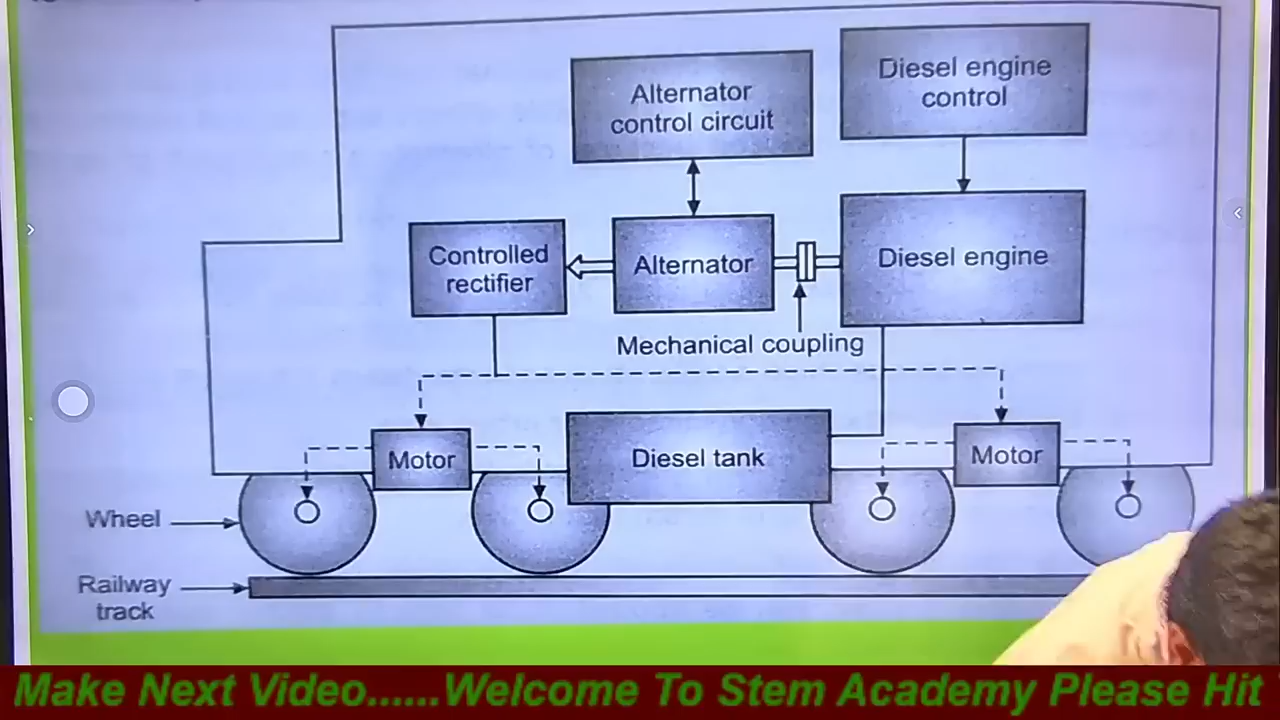 Alternator
control circuit
Diesel engine
control
Controlled
rectifier
Alternator
Diesel engine
Mechanical coupling
Motor
Diesel tank
Motor
Wheel
Railway
track
Make Next Video......Welcome To Stem Academy Please Hit